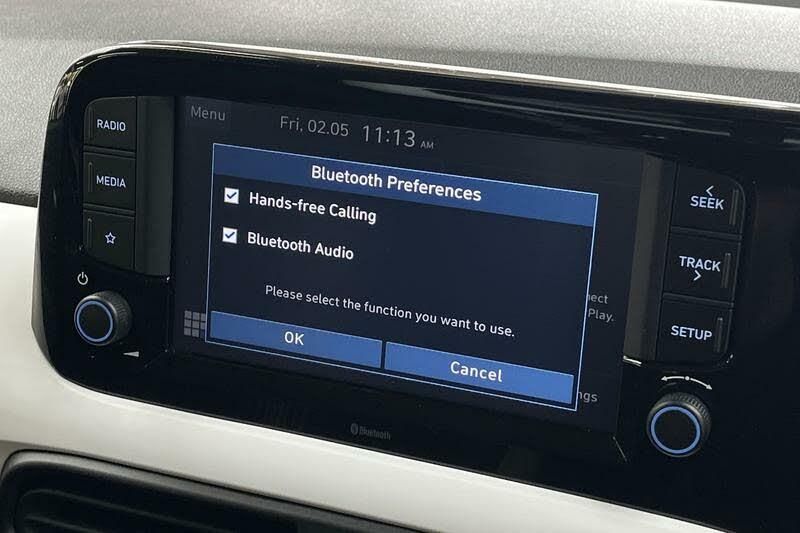 Menu
Fri, 02.05 11:13 AM
RADIO
MEDIA
Bluetooth Preferences
Hands-free Calling
Bluetooth Audio
Please select the function you want to use.
OK
Cancel
Play.
SEEK
TRACK
SETUP
Bluetooth